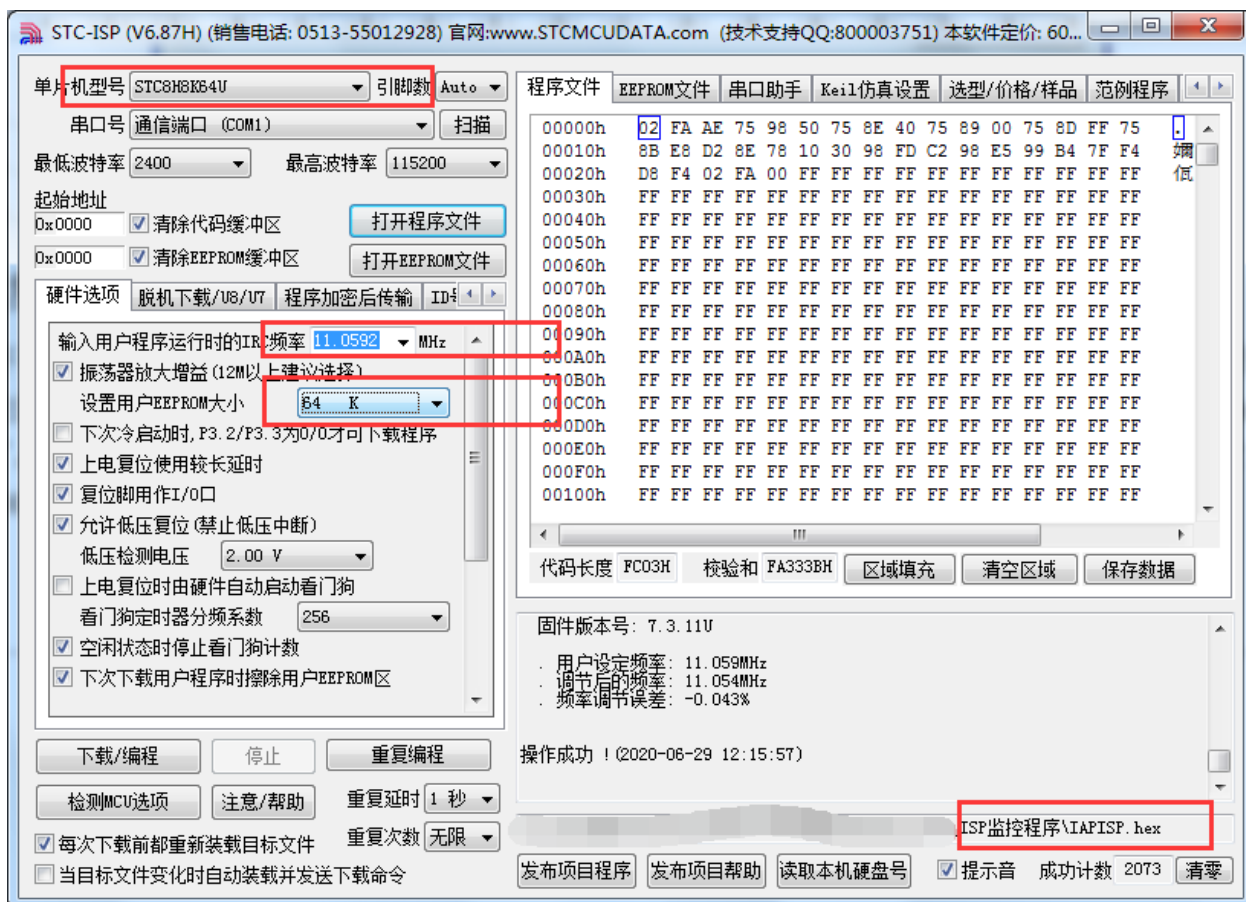 STC-ISP (V6.87H) (销售电话: 0513-55012928) 官网:www.STCMCUDATA.com (技术支持QQ:800003751) 本软件定价: 60...
单片机型号 STC8H8K64U 引脚数 Auto
串口号 通信端口 (COM1) 扫描
最低波特率 2400 最高波特率 115200
起始地址
0x0000 清除代码缓冲区 打开程序文件
0x0000 清除EEPROM缓冲区 打开EEPROM文件
硬件选项 脱机下载/U8/U7 程序加密后传输
输入用户程序运行时的IRC频率 11.0592 MHz
振荡器放大增益(12M以上建议选择)
设置用户EEPROM大小 64 K
下次冷启动时,P3.2/P3.3为0/0才可下载程序
上电复位使用较长延时
复位脚用作I/O口
允许低压复位(禁止低压中断)
低压检测电压 2.00 V
上电复位时由硬件自动启动看门狗
看门狗定时器分频系数 256
空闲状态时停止看门狗计数
下次下载用户程序时擦除用户EEPROM区
下载/编程 停止 重复编程
检测MCU选项 注意/帮助 重复延时 1 秒
每次下载前都重新装载目标文件 重复次数 无限
当目标文件变化时自动装载并发送下载命令
程序文件 EEPROM文件 串口助手 Keil仿真设置 选型/价格/样品 范例程序
00000h 02 FA AE 75 98 50 75 8E 40 75 89 00 75 8D FF 75 .
00010h 8B E8 D2 8E 78 10 30 98 FD C2 98 E5 99 B4 7F F4
00020h D8 F4 02 FA 00 FF FF FF FF FF FF FF FF FF FF FF
00030h FF FF FF FF FF FF FF FF FF FF FF FF FF FF FF FF
00040h FF FF FF FF FF FF FF FF FF FF FF FF FF FF FF FF
00050h FF FF FF FF FF FF FF FF FF FF FF FF FF FF FF FF
00060h FF FF FF FF FF FF FF FF FF FF FF FF FF FF FF FF
00070h FF FF FF FF FF FF FF FF FF FF FF FF FF FF FF FF
00080h FF FF FF FF FF FF FF FF FF FF FF FF FF FF FF FF
00090h FF FF FF FF FF FF FF FF FF FF FF FF FF FF FF FF
000A0h FF FF FF FF FF FF FF FF FF FF FF FF FF FF FF FF
000B0h FF FF FF FF FF FF FF FF FF FF FF FF FF FF FF FF
000C0h FF FF FF FF FF FF FF FF FF FF FF FF FF FF FF FF
000D0h FF FF FF FF FF FF FF FF FF FF FF FF FF FF FF FF
000E0h FF FF FF FF FF FF FF FF FF FF FF FF FF FF FF FF
000F0h FF FF FF FF FF FF FF FF FF FF FF FF FF FF FF FF
00100h FF FF FF FF FF FF FF FF FF FF FF FF FF FF FF FF
代码长度 FC03H 校验和 FA333BH 区域填充 清空区域 保存数据
固件版本号: 7.3.11U
. 用户设定频率: 11.059MHz
. 调节后的频率: 11.054MHz
. 频率调节误差: -0.043%
操作成功 !(2020-06-29 12:15:57)
ISP监控程序\IAPISP.hex
发布项目程序 发布项目帮助 读取本机硬盘号 提示音 成功计数 2073 清零